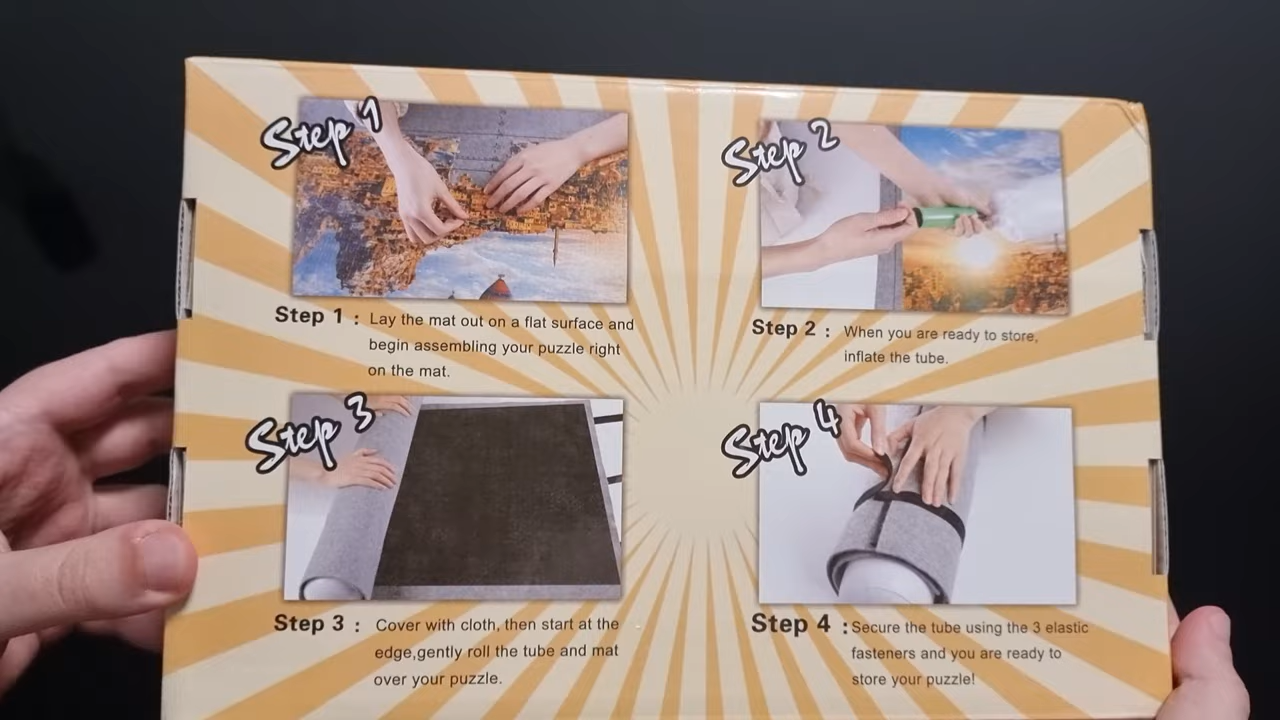 Step 1
Step 1 : Lay the mat out on a flat surface and
begin assembling your puzzle right
on the mat.
Step 2
Step 2 : When you are ready to store,
inflate the tube.
Step 3
Step 3 : Cover with cloth, then start at the
edge,gently roll the tube and mat
over your puzzle.
Step 4
Step 4 : Secure the tube using the 3 elastic
fasteners and you are ready to
store your puzzle!